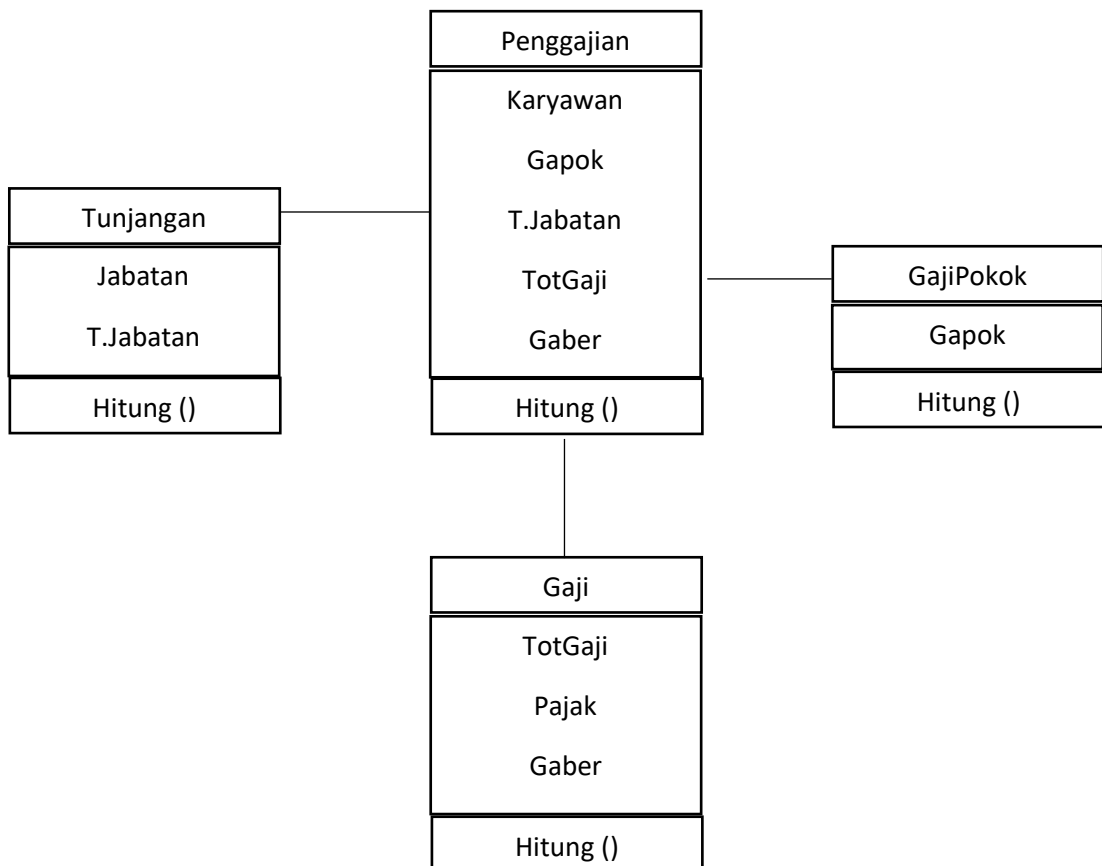 Penggajian
Karyawan
Gapok
T.Jabatan
TotGaji
Gaber
Hitung ()
Tunjangan
Jabatan
T.Jabatan
Hitung ()
GajiPokok
Gapok
Hitung ()
Gaji
TotGaji
Pajak
Gaber
Hitung ()